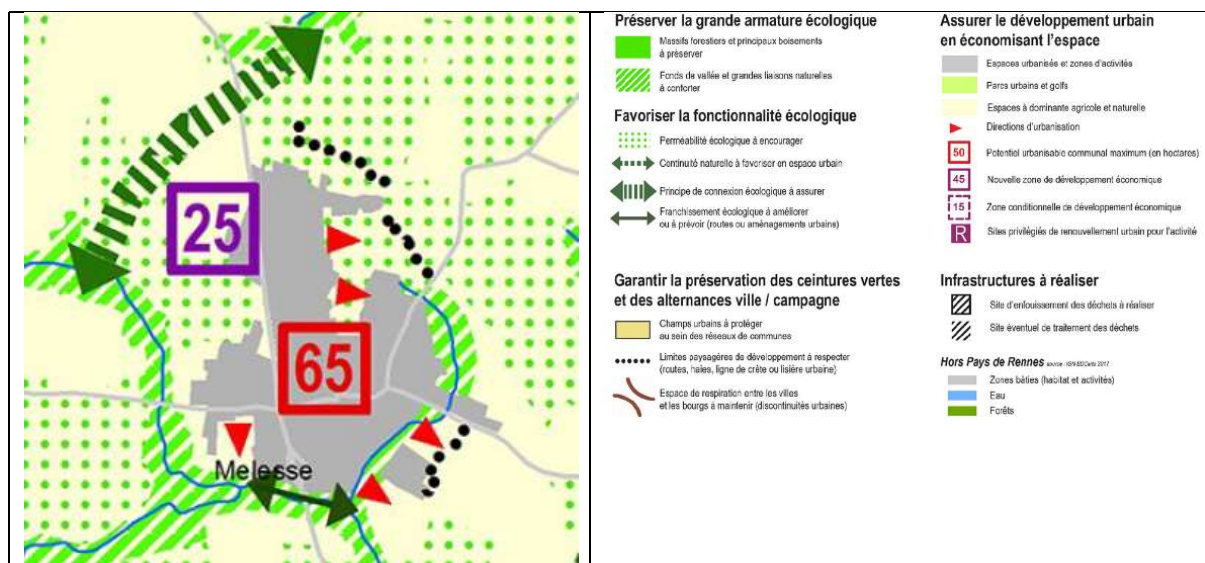 25
65
Melesse
Préserver la grande armature écologique
Massifs forestiers et principaux boisements
à préserver
Fonds de vallée et grandes liaisons naturelles
à conforter
Favoriser la fonctionnalité écologique
Perméabilité écologique à encourager
Continuité naturelle à favoriser en espace urbain
Principe de connexion écologique à assurer
Franchissement écologique à améliorer
ou à prévoir (routes ou aménagements urbains)
Garantir la préservation des ceintures vertes
et des alternances ville / campagne
Champs urbains à protéger
au sein des réseaux de communes
Limites paysagères de développement à respecter
(routes, haies, ligne de crête ou lisière urbaine)
Espace de respiration entre les villes
et les bourgs à maintenir (discontinuités urbaines)
Assurer le développement urbain
en économisant l'espace
Espaces urbanisés et zones d'activités
Parcs urbains et golfs
Espaces à dominante agricole et naturelle
Directions d'urbanisation
50 Potentiel urbanisable communal maximum (en hectares)
45 Nouvelle zone de développement économique
15 Zone conditionnelle de développement économique
R Sites privilégiés de renouvellement urbain pour l'activité
Infrastructures à réaliser
Site d'enfouissement des déchets à réaliser
Site éventuel de traitement des déchets
Hors Pays de Rennes source : IGN-BDCarto 2017
Zones bâties (habitat et activités)
Eau
Forêts